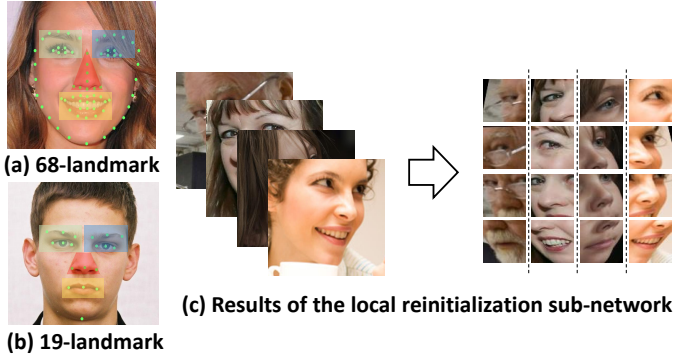 (a) 68-landmark
(b) 19-landmark
(c) Results of the local reinitialization sub-network